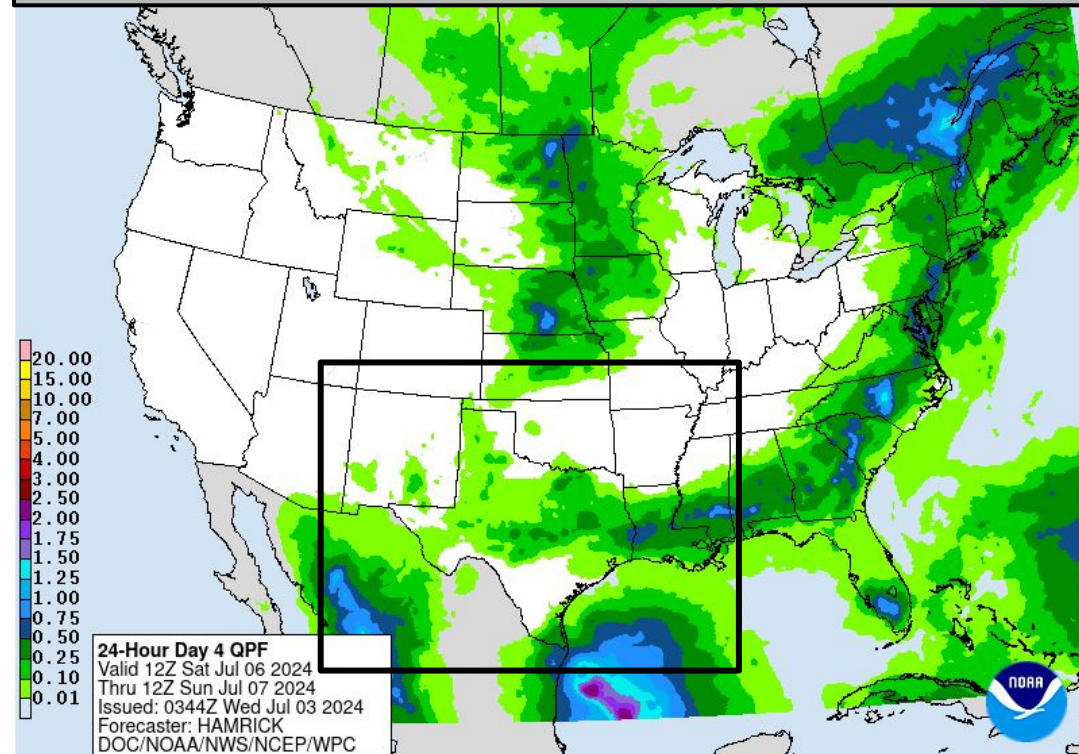 20.00
15.00
10.00
7.00
5.00
4.00
3.00
2.50
2.00
1.75
1.50
1.25
1.00
0.75
0.50
0.25
0.10
0.01
24-Hour Day 4 QPF
Valid 12Z Sat Jul 06 2024
Thru 12Z Sun Jul 07 2024
Issued: 0344Z Wed Jul 03 2024
Forecaster: HAMRICK
DOC/NOAA/NWS/NCEP/WPC
NOAA